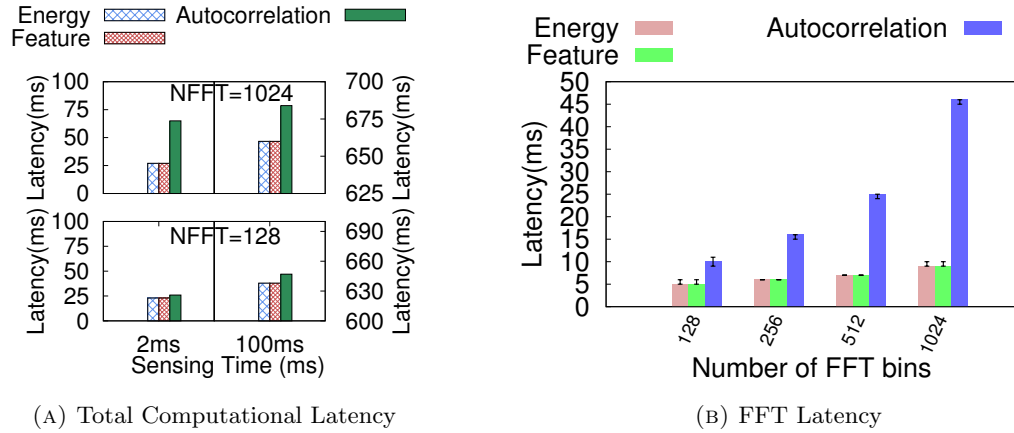 Energy
Autocorrelation
Feature
100
75
50
25
0
Latency(ms)
NFFT=1024
700
675
650
625
Latency(ms)
100
75
50
25
0
Latency(ms)
NFFT=128
690
660
630
600
Latency(ms)
2ms
100ms
Sensing Time (ms)
(A) Total Computational Latency
Energy
Autocorrelation
Feature
50
45
40
35
30
25
20
15
10
5
0
Latency(ms)
128
256
512
1024
Number of FFT bins
(B) FFT Latency